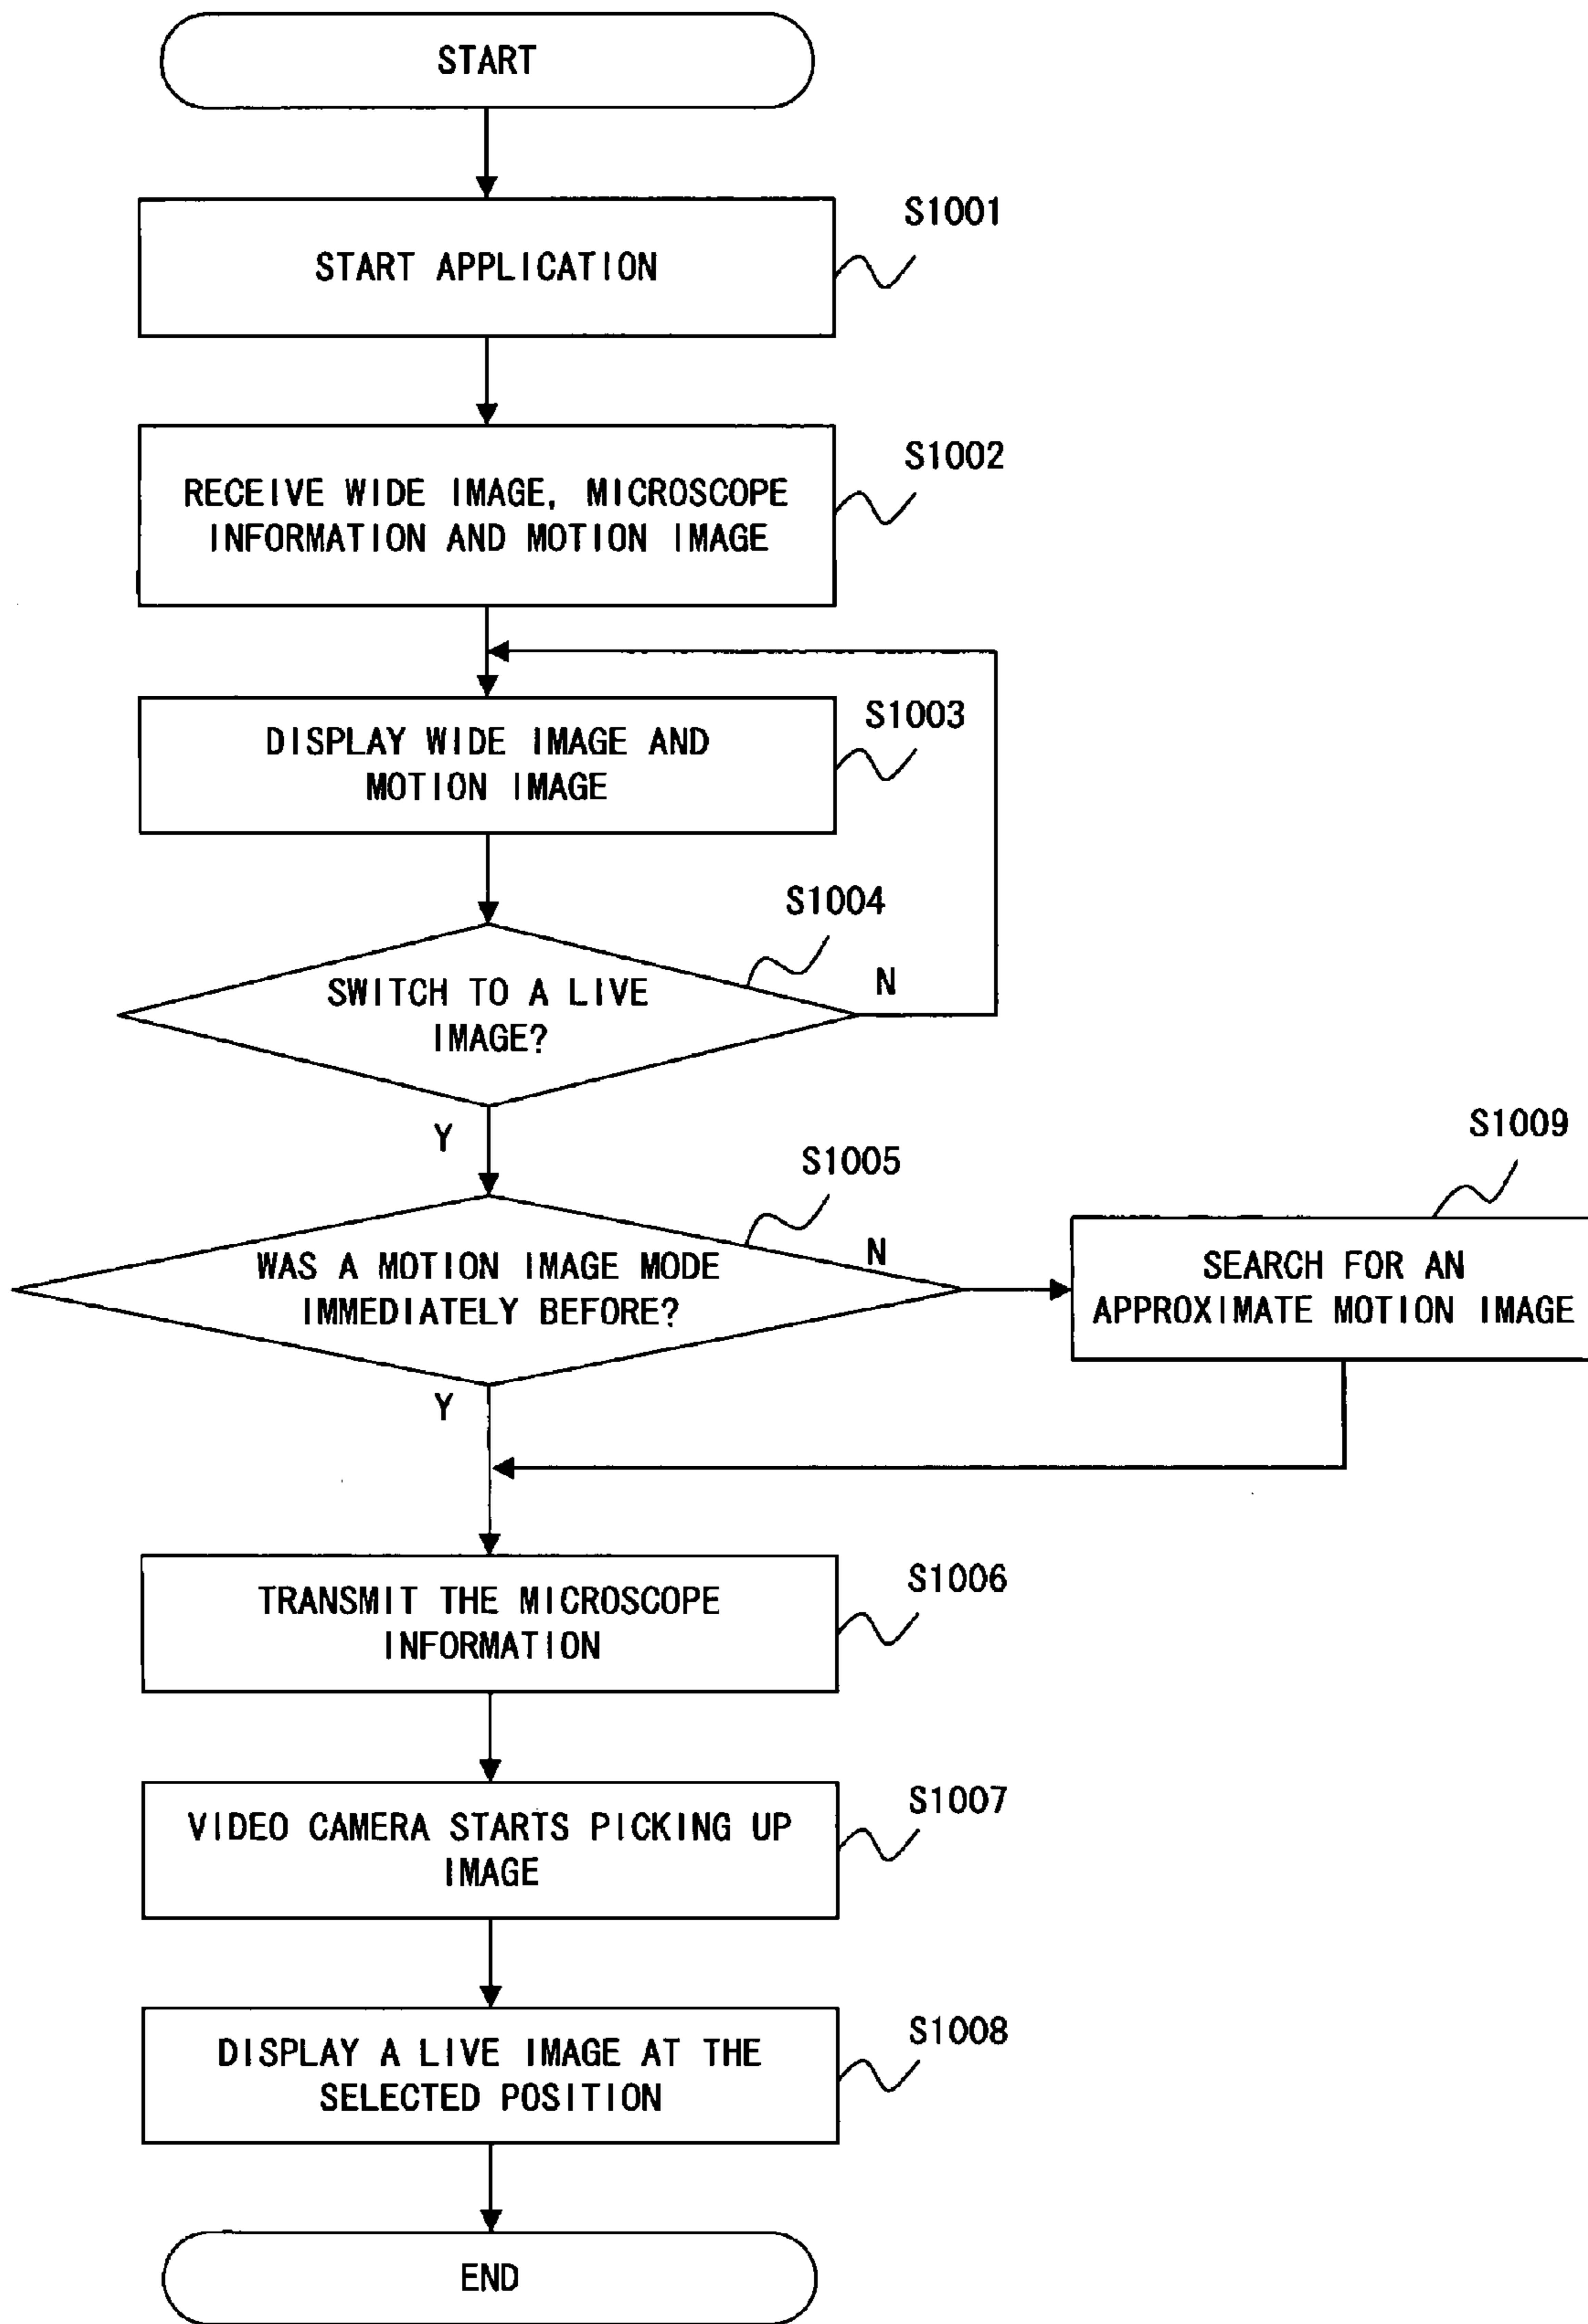 START
START APPLICATION
S1001
RECEIVE WIDE IMAGE, MICROSCOPE
INFORMATION AND MOTION IMAGE
S1002
DISPLAY WIDE IMAGE AND
MOTION IMAGE
S1003
SWITCH TO A LIVE
IMAGE?
S1004
N
Y
WAS A MOTION IMAGE MODE
IMMEDIATELY BEFORE?
S1005
N
Y
SEARCH FOR AN
APPROXIMATE MOTION IMAGE
S1009
TRANSMIT THE MICROSCOPE
INFORMATION
S1006
VIDEO CAMERA STARTS PICKING UP
IMAGE
S1007
DISPLAY A LIVE IMAGE AT THE
SELECTED POSITION
S1008
END